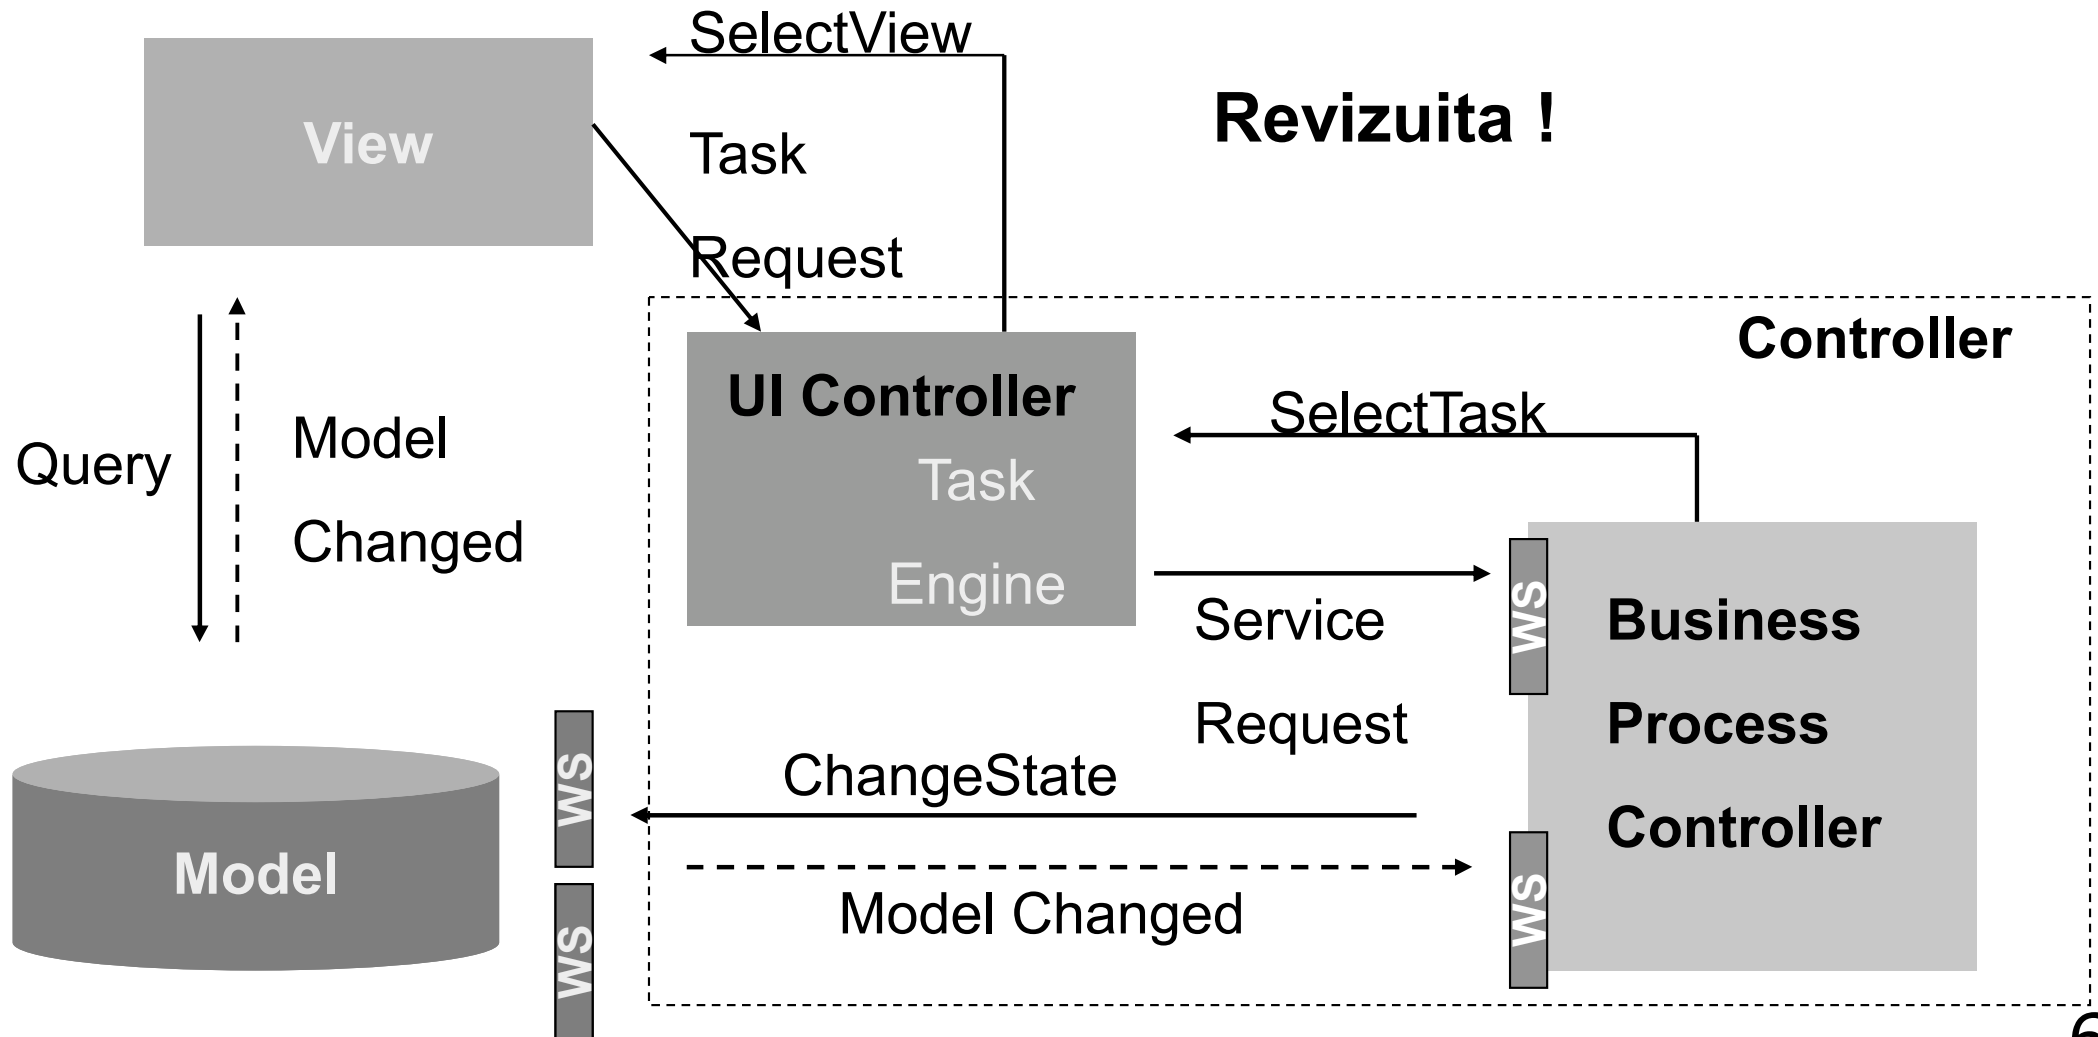 SelectView
Revizuita !
View
Task
Request
Controller
UI Controller
SelectTask
Model
Query
Task
Changed
Engine
Service
WS
Business
Request
Process
WS
ChangeState
Controller
Model
Model Changed
WS
WS
6